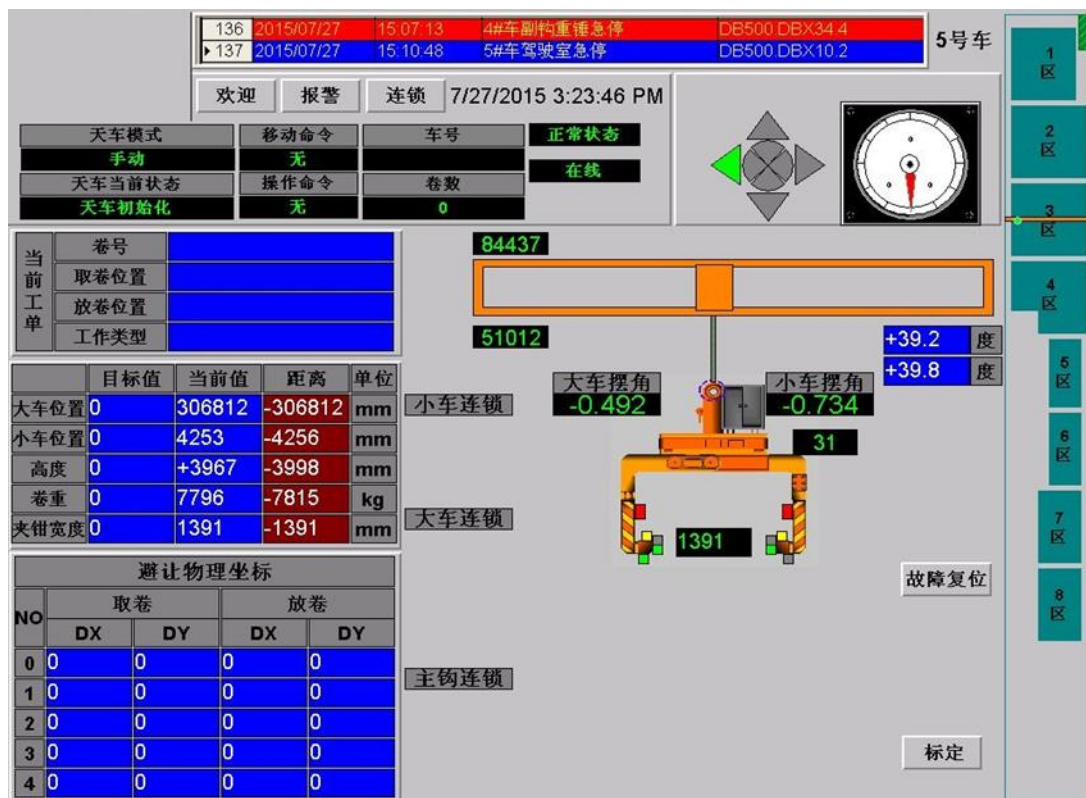 136 2015/07/27 15:07:13 4#车副钩重锤急停 DB500.DBX34.4
137 2015/07/27 15:10:48 5#车驾驶室急停 DB500.DBX10.2
5号车
欢迎 报警 连锁 7/27/2015 3:23:46 PM
天车模式 移动命令 车号 正常状态
手动 无
在线
天车当前状态 操作命令 卷数
天车初始化 无 0
当前工单
卷号
取卷位置
放卷位置
工作类型
84437
51012
+39.2 度
+39.8 度
目标值 当前值 距离 单位
大车位置 0 306812 -306812 mm
小车位置 0 4253 -4256 mm
高度 0 +3967 -3998 mm
卷重 0 7796 -7815 kg
夹钳宽度 0 1391 -1391 mm
小车连锁
大车连锁
主钩连锁
大车摆角 小车摆角
-0.492 -0.734
31
1391
避让物理坐标
NO 取卷 放卷
DX DY DX DY
0 0 0 0 0
1 0 0 0 0
2 0 0 0 0
3 0 0 0 0
4 0 0 0 0
故障复位
标定
1区
2区
3区
4区
5区
6区
7区
8区